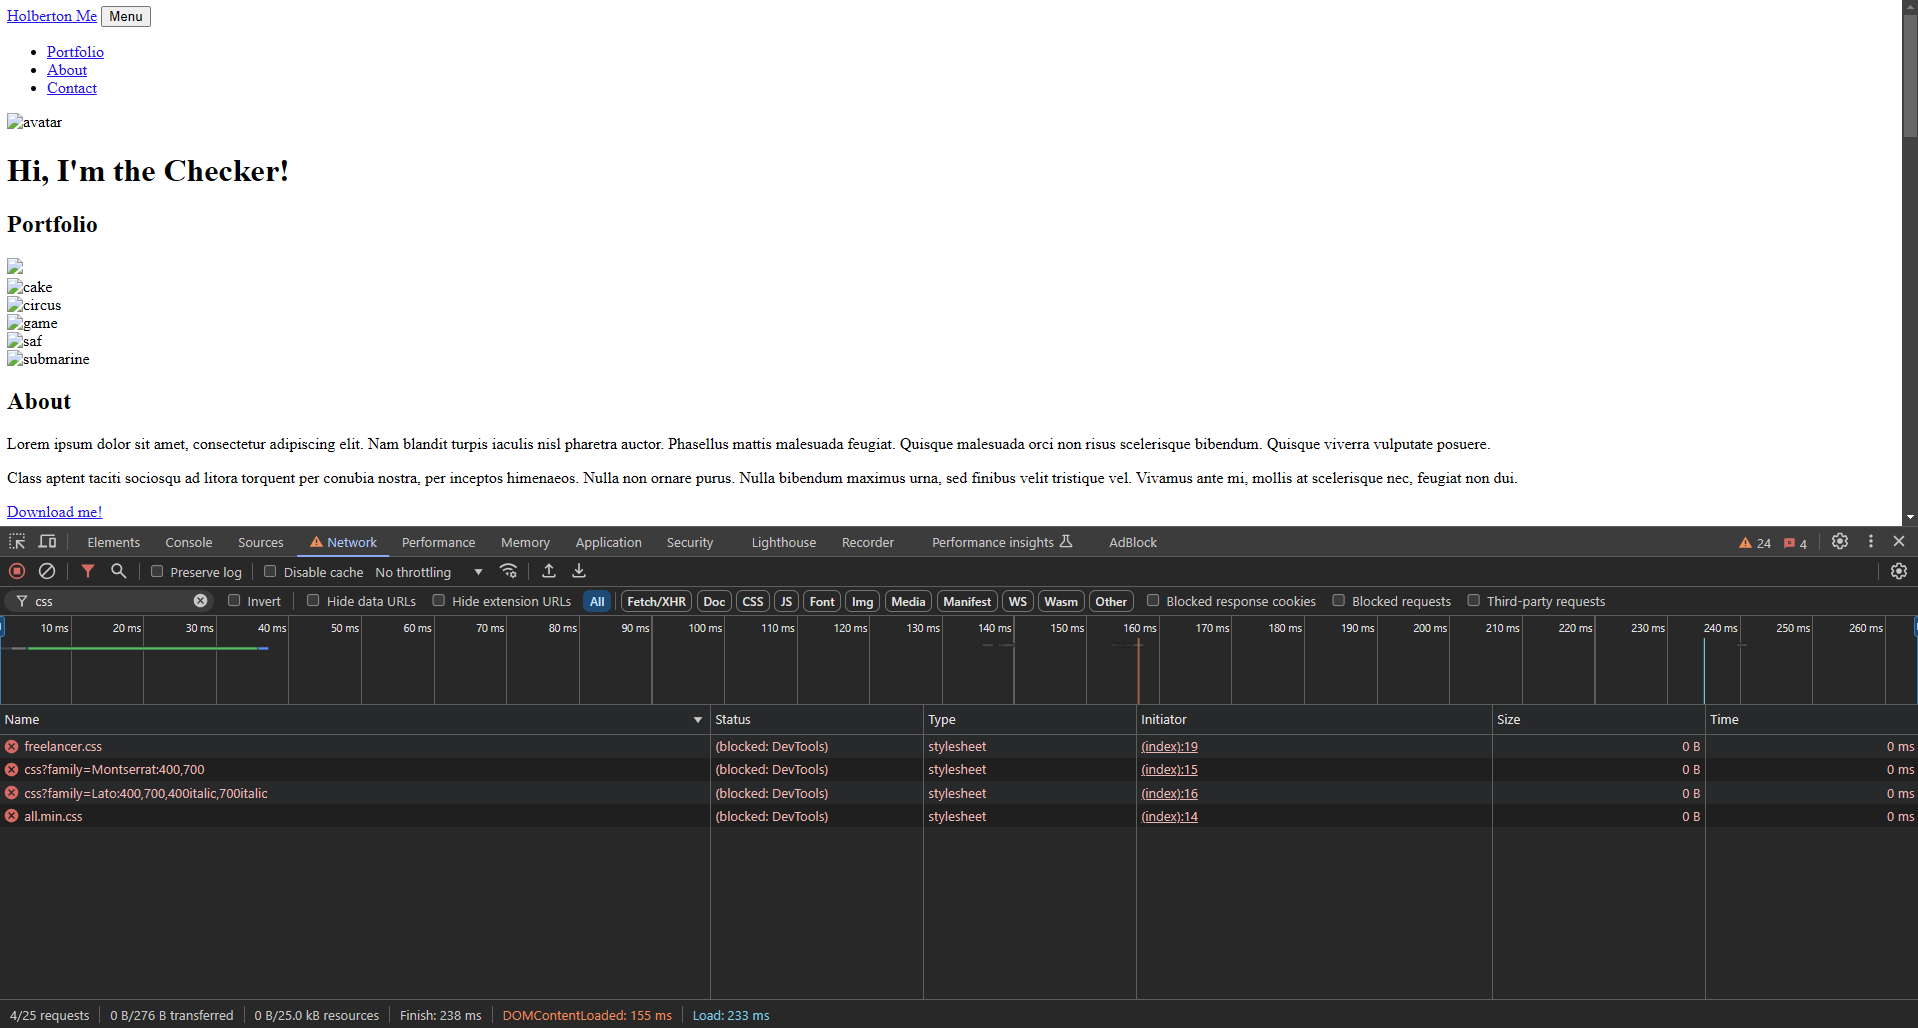 Holberton Me Menu
Portfolio
About
Contact
avatar
Hi, I'm the Checker!
Portfolio
cake
circus
game
saf
submarine
About
Lorem ipsum dolor sit amet, consectetur adipiscing elit. Nam blandit turpis iaculis nisl pharetra auctor. Phasellus mattis malesuada feugiat. Quisque malesuada orci non risus scelerisque bibendum. Quisque viverra vulputate posuere.
Class aptent taciti sociosqu ad litora torquent per conubia nostra, per inceptos himenaeos. Nulla non ornare purus. Nulla bibendum maximus urna, sed finibus velit tristique vel. Vivamus ante mi, mollis at scelerisque nec, feugiat non dui.
Download me!
Elements Console Sources Network Performance Memory Application Security Lighthouse Recorder Performance insights AdBlock 24 4
Preserve log Disable cache No throttling
css Invert Hide data URLs Hide extension URLs All Fetch/XHR Doc CSS JS Font Img Media Manifest WS Wasm Other Blocked response cookies Blocked requests Third-party requests
10 ms 20 ms 30 ms 40 ms 50 ms 60 ms 70 ms 80 ms 90 ms 100 ms 110 ms 120 ms 130 ms 140 ms 150 ms 160 ms 170 ms 180 ms 190 ms 200 ms 210 ms 220 ms 230 ms 240 ms 250 ms 260 ms
Name Status Type Initiator Size Time
freelancer.css (blocked: DevTools) stylesheet (index):19 0 B 0 ms
css?family=Montserrat:400,700 (blocked: DevTools) stylesheet (index):15 0 B 0 ms
css?family=Lato:400,700,400italic,700italic (blocked: DevTools) stylesheet (index):16 0 B 0 ms
all.min.css (blocked: DevTools) stylesheet (index):14 0 B 0 ms
4/25 requests 0 B/276 B transferred 0 B/25.0 kB resources Finish: 238 ms DOMContentLoaded: 155 ms Load: 233 ms